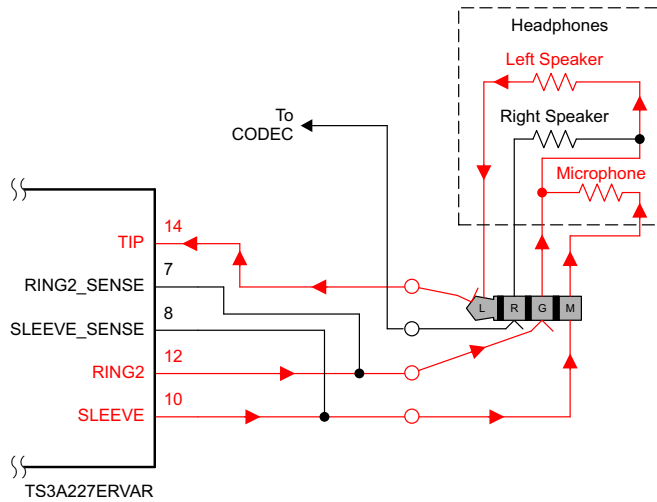 Headphones
Left Speaker
To
CODEC
Right Speaker
Microphone
14
TIP
7
RING2_SENSE
8
SLEEVE_SENSE
L R G M
12
RING2
10
SLEEVE
TS3A227ERVAR